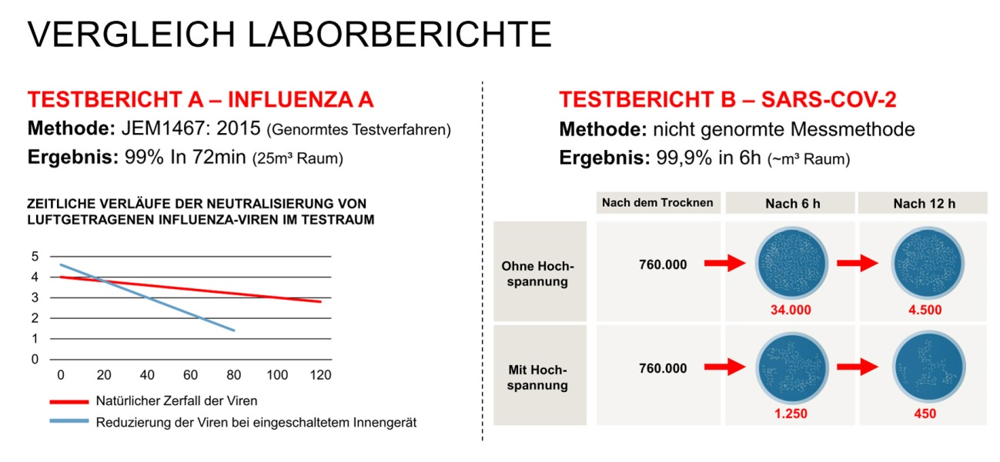 VERGLEICH LABORBERICHTE
TESTBERICHT A – INFLUENZA A
Methode: JEM1467: 2015 (Genormtes Testverfahren)
Ergebnis: 99% In 72min (25m³ Raum)
ZEITLICHE VERLÄUFE DER NEUTRALISIERUNG VON
LUFTGETRAGENEN INFLUENZA-VIREN IM TESTRAUM
5
4
3
2
1
0
0 20 40 60 80 100 120
Natürlicher Zerfall der Viren
Reduzierung der Viren bei eingeschaltetem Innengerät
TESTBERICHT B – SARS-COV-2
Methode: nicht genormte Messmethode
Ergebnis: 99,9% in 6h (~m³ Raum)
Nach dem Trocknen Nach 6 h Nach 12 h
Ohne Hoch-
spannung
760.000
34.000 4.500
Mit Hoch-
spannung
760.000
1.250 450